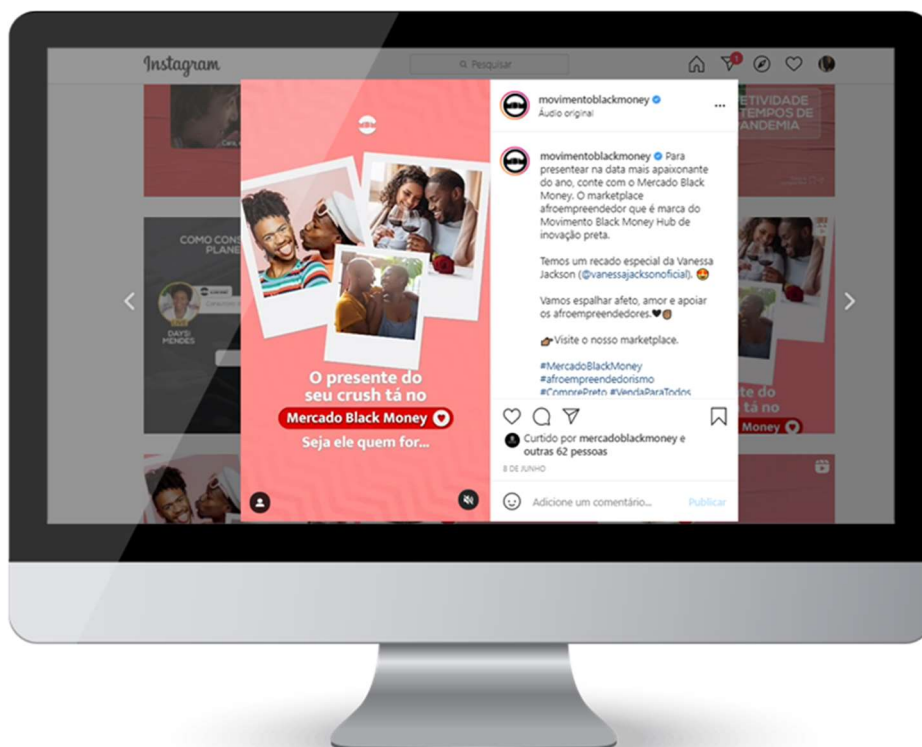 Instagram
Pesquisar
1
Cara, e
ETIVIDADE
TEMPOS DE
ANDEMIA
COMO CONS
PLANE
LIVE
DAYSI
MENDES
MBM
O presente do
seu crush tá no
Mercado Black Money
Seja ele quem for...
movimentoblackmoney
Áudio original
movimentoblackmoney Para
presentear na data mais apaixonante
do ano, conte com o Mercado Black
Money. O marketplace
afroempreendedor que é marca do
Movimento Black Money Hub de
inovação preta.
Temos um recado especial da Vanessa
Jackson (@vanessajacksonoficial).
Vamos espalhar afeto, amor e apoiar
os afroempreendedores.
Visite o nosso marketplace.
#MercadoBlackMoney
#afroempreendedorismo
#ComprePreto #VendaParaTodos
Curtido por mercadoblackmoney e
outras 62 pessoas
8 DE JUNHO
Adicione um comentário... Publicar
do
tá no
Money